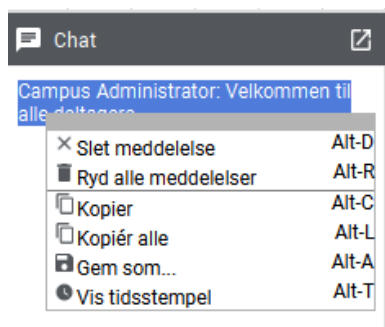 Chat
Campus Administrator: Velkommen til
alle deltagere
Slet meddelelse Alt-D
Ryd alle meddelelser Alt-R
Kopier Alt-C
Kopiér alle Alt-L
Gem som... Alt-A
Vis tidsstempel Alt-T